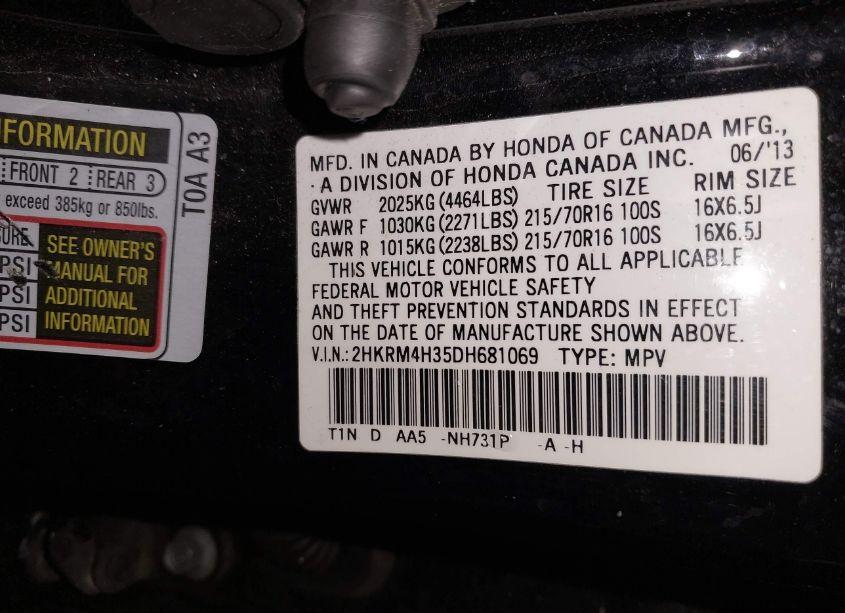 NFORMATION
FRONT 2 REAR 3
exceed 385kg or 850lbs.
SEE OWNER'S
MANUAL FOR
ADDITIONAL
INFORMATION
PSI
PSI
PSI
T0A A3
MFD. IN CANADA BY HONDA OF CANADA MFG.,
· A DIVISION OF HONDA CANADA INC. 06/'13
GVWR 2025KG(4464LBS) TIRE SIZE RIM SIZE
GAWR F 1030KG(2271LBS) 215/70R16 100S 16X6.5J
GAWR R 1015KG(2238LBS) 215/70R16 100S 16X6.5J
THIS VEHICLE CONFORMS TO ALL APPLICABLE
FEDERAL MOTOR VEHICLE SAFETY
AND THEFT PREVENTION STANDARDS IN EFFECT
ON THE DATE OF MANUFACTURE SHOWN ABOVE.
V.I.N.: 2HKRM4H35DH681069 TYPE: MPV
T1N D AA5 -NH731P -A -H